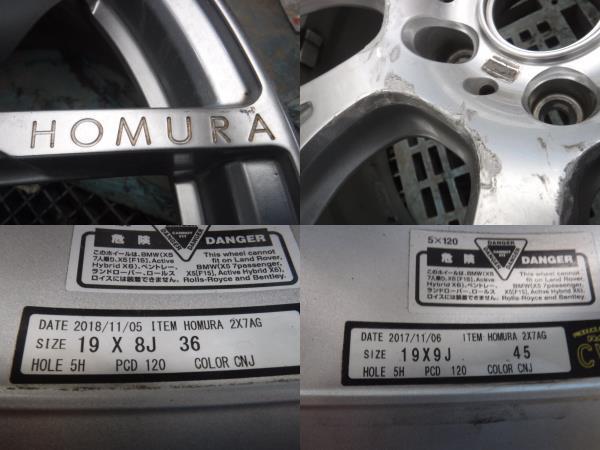 HOMURA
危険
DANGER
このホイールは、BMW(X5
7人乗り、X5[F15], Active
Hybrid X6)、ベントレー、
ランドローバー、ロールス
ロイスには装着できません。
This wheel cannot
fit on Land Rover,
BMW(X5 7passenger,
X5[F15], Active Hybrid X6),
Rolls-Royce and Bentley.
DATE 2018/11/05 ITEM HOMURA 2X7AG
SIZE 19 X 8J 36
HOLE 5H PCD 120 COLOR CNJ
5×120
危険
DANGER
このホイールは、BMW(X5
7人乗り、X5[F15], Active
Hybrid X6)、ベントレー、
ランドローバー、ロールス
ロイスには装着できません。
This wheel cannot
fit on Land Rover,
BMW(X5 7passenger,
X5[F15], Active Hybrid X6),
Rolls-Royce and Bentley.
DATE 2017/11/06 ITEM HOMURA 2X7AG
SIZE 19X9J 45
HOLE 5H PCD 120 COLOR CNJ